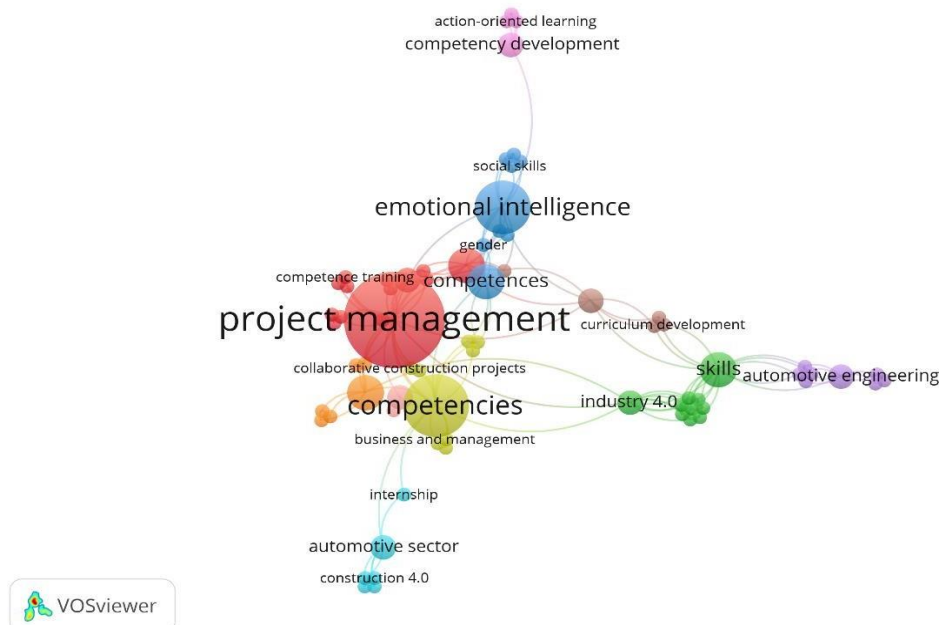 action-oriented learning
competency development
social skills
emotional intelligence
gender
competence training
competences
project management
curriculum development
collaborative construction projects
skills
automotive engineering
competencies
industry 4.0
business and management
internship
automotive sector
construction 4.0
VOSviewer